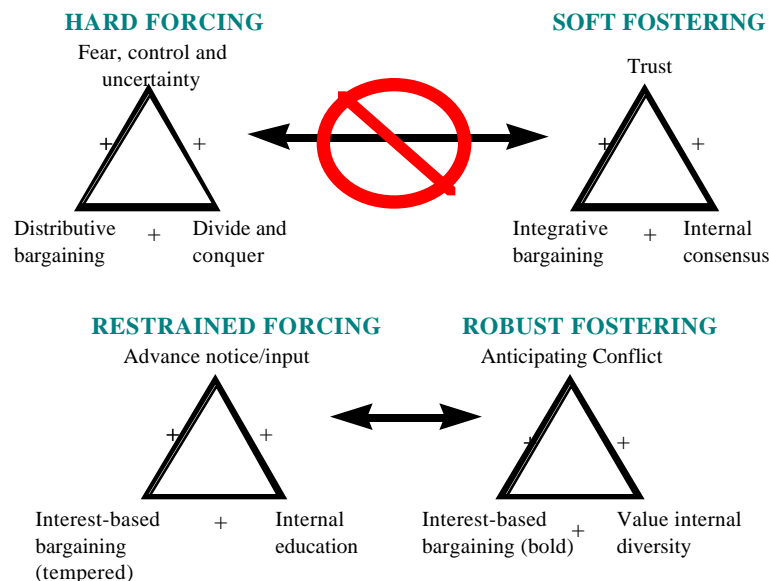 HARD FORCING
Fear, control and
uncertainty
+
+
Distributive
bargaining
+
Divide and
conquer
SOFT FOSTERING
Trust
+
+
Integrative
bargaining
+
Internal
consensus
RESTRAINED FORCING
Advance notice/input
+
+
Interest-based
bargaining
(tempered)
+
Internal
education
ROBUST FOSTERING
Anticipating Conflict
+
+
Interest-based
bargaining (bold)
+
Value internal
diversity